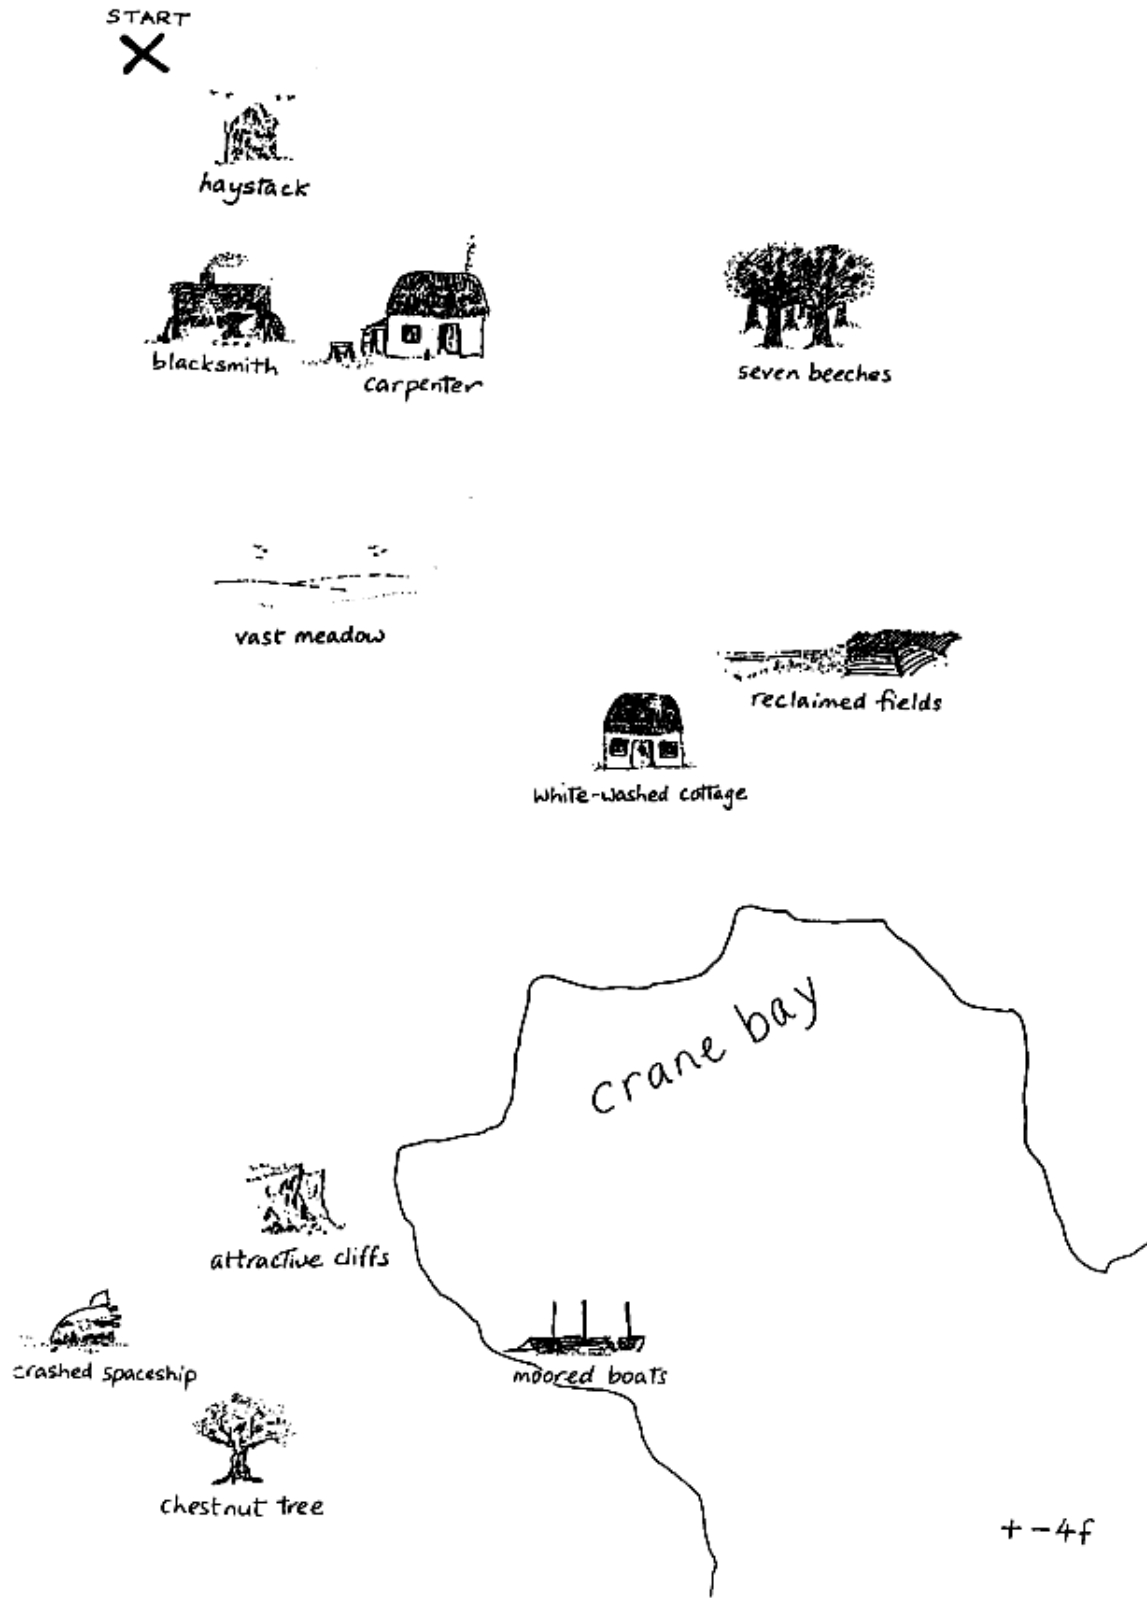 START
haystack
blacksmith
carpenter
seven beeches
vast meadow
reclaimed fields
white-washed cottage
crane bay
attractive cliffs
crashed spaceship
moored boats
chestnut tree
+-4f